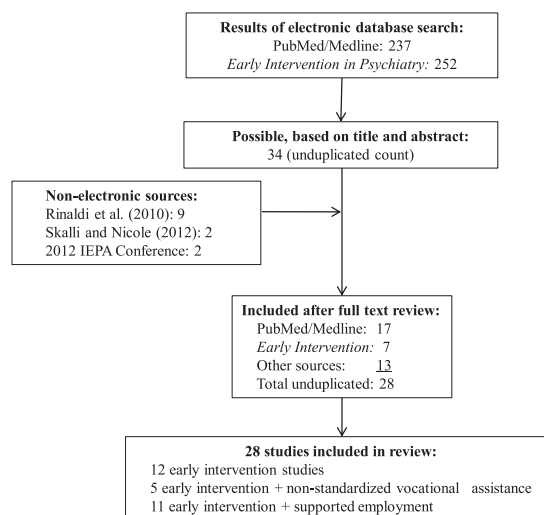 Results of electronic database search:
PubMed/Medline: 237
Early Intervention in Psychiatry: 252
Possible, based on title and abstract:
34 (unduplicated count)
Non-electronic sources:
Rinaldi et al. (2010): 9
Skalli and Nicole (2012): 2
2012 IEPA Conference: 2
Included after full text review:
PubMed/Medline: 17
Early Intervention: 7
Other sources: 13
Total unduplicated: 28
28 studies included in review:
12 early intervention studies
5 early intervention + non-standardized vocational assistance
11 early intervention + supported employment